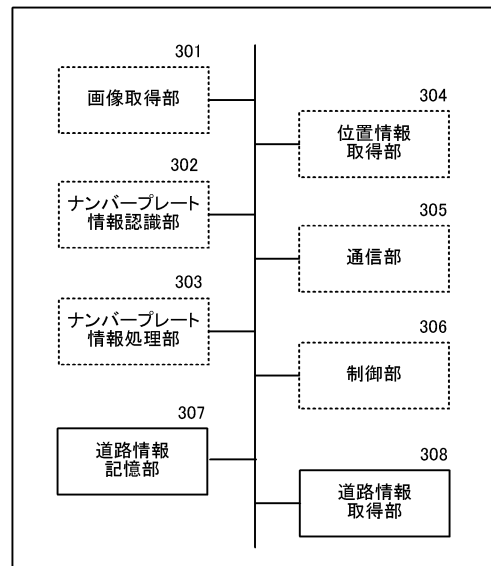 301
画像取得部
302
ナンバープレート
情報認識部
303
ナンバープレート
情報処理部
307
道路情報
記憶部
304
位置情報
取得部
305
通信部
306
制御部
308
道路情報
取得部